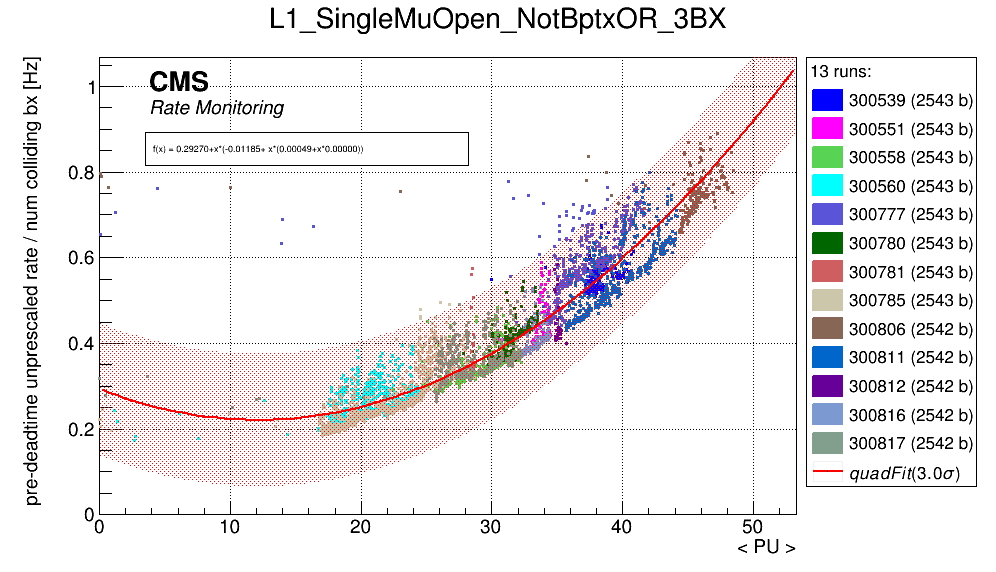 L1_SingleMuOpen_NotBptxOR_3BX
pre-deadtime unprescaled rate / num colliding bx [Hz]
CMS
Rate Monitoring
f(x) = 0.29270+x*(-0.01185+ x*(0.00049+x*0.00000))
1
0.8
0.6
0.4
0.2
0
0 10 20 30 40 50
< PU >
13 runs:
300539 (2543 b)
300551 (2543 b)
300558 (2543 b)
300560 (2543 b)
300777 (2543 b)
300780 (2543 b)
300781 (2543 b)
300785 (2543 b)
300806 (2542 b)
300811 (2542 b)
300812 (2542 b)
300816 (2542 b)
300817 (2542 b)
quadFit(3.0σ)